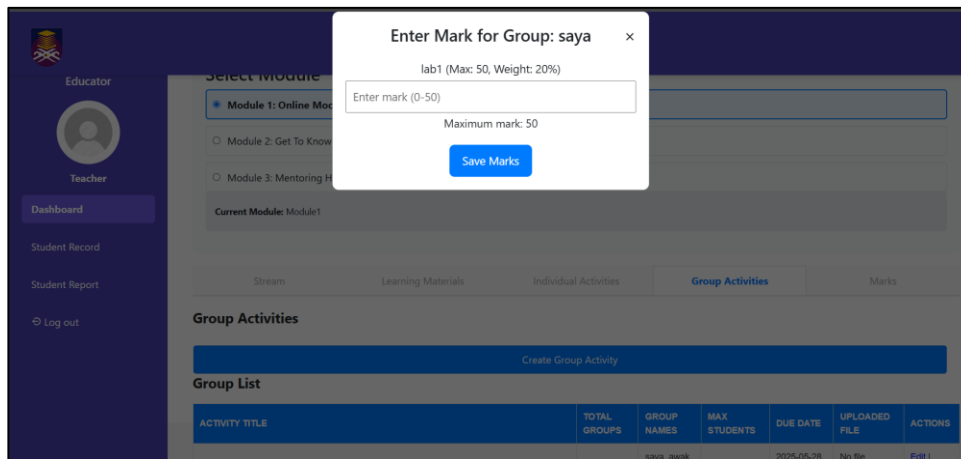 Enter Mark for Group: saya ×
lab1 (Max: 50, Weight: 20%)
Enter mark (0-50)
Maximum mark: 50
Save Marks
Educator
Teacher
Dashboard
Student Record
Student Report
Log out
Select Module
Module 1: Online Mod
Module 2: Get To Know
Module 3: Mentoring H
Current Module: Module1
Stream
Learning Materials
Individual Activities
Group Activities
Marks
Group Activities
Create Group Activity
Group List
ACTIVITY TITLE
TOTAL
GROUPS
GROUP
NAMES
MAX
STUDENTS
DUE DATE
UPLOADED
FILE
ACTIONS
saya, awak
2025-05-28
No file
Edit |